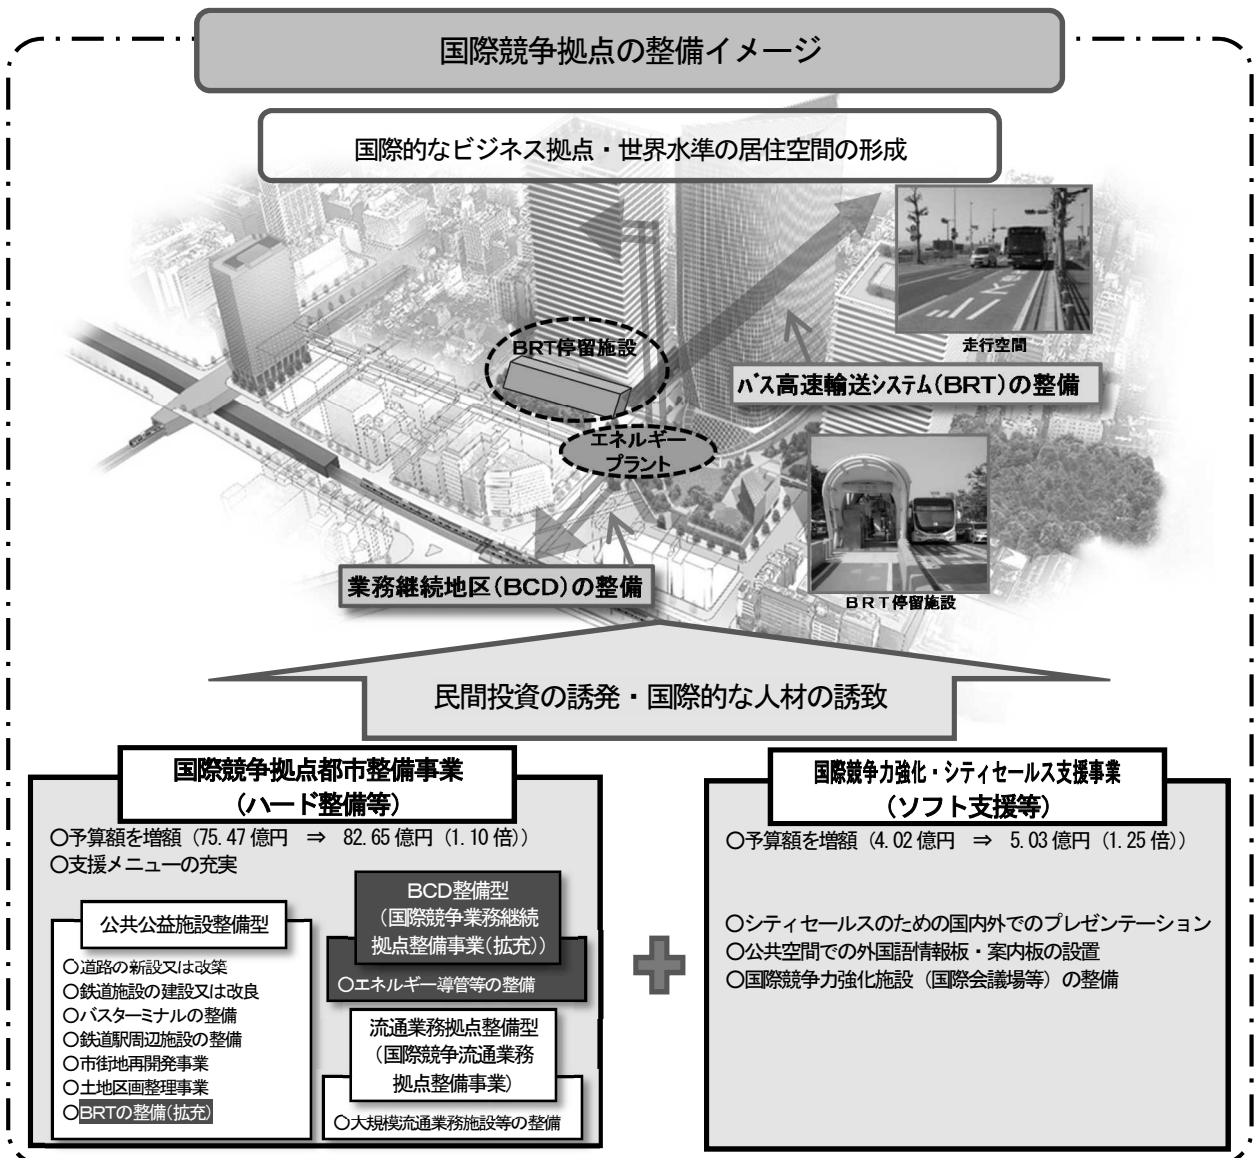 国際競争拠点の整備イメージ
国際的なビジネス拠点・世界水準の居住空間の形成
走行空間
BRT停留施設
バス高速輸送システム(BRT)の整備
エネルギー
プラント
業務継続地区(BCD)の整備
BRT停留施設
民間投資の誘発・国際的な人材の誘致
国際競争拠点都市整備事業
(ハード整備等)
○予算額を増額 (75.47億円 ⇒ 82.65億円 (1.10倍))
○支援メニューの充実
公共公益施設整備型
○道路の新設又は改築
○鉄道施設の建設又は改良
○バスターミナルの整備
○鉄道駅周辺施設の整備
○市街地再開発事業
○土地区画整理事業
○BRTの整備(拡充)
BCD整備型
(国際競争業務継続
拠点整備事業(拡充))
○エネルギー導管等の整備
流通業務拠点整備型
(国際競争流通業務
拠点整備事業)
○大規模流通業務施設等の整備
国際競争力強化・シティセールス支援事業
(ソフト支援等)
○予算額を増額 (4.02億円 ⇒ 5.03億円 (1.25倍))
○シティセールスのための国内外でのプレゼンテーション
○公共空間での外国語情報板・案内板の設置
○国際競争力強化施設(国際会議場等)の整備